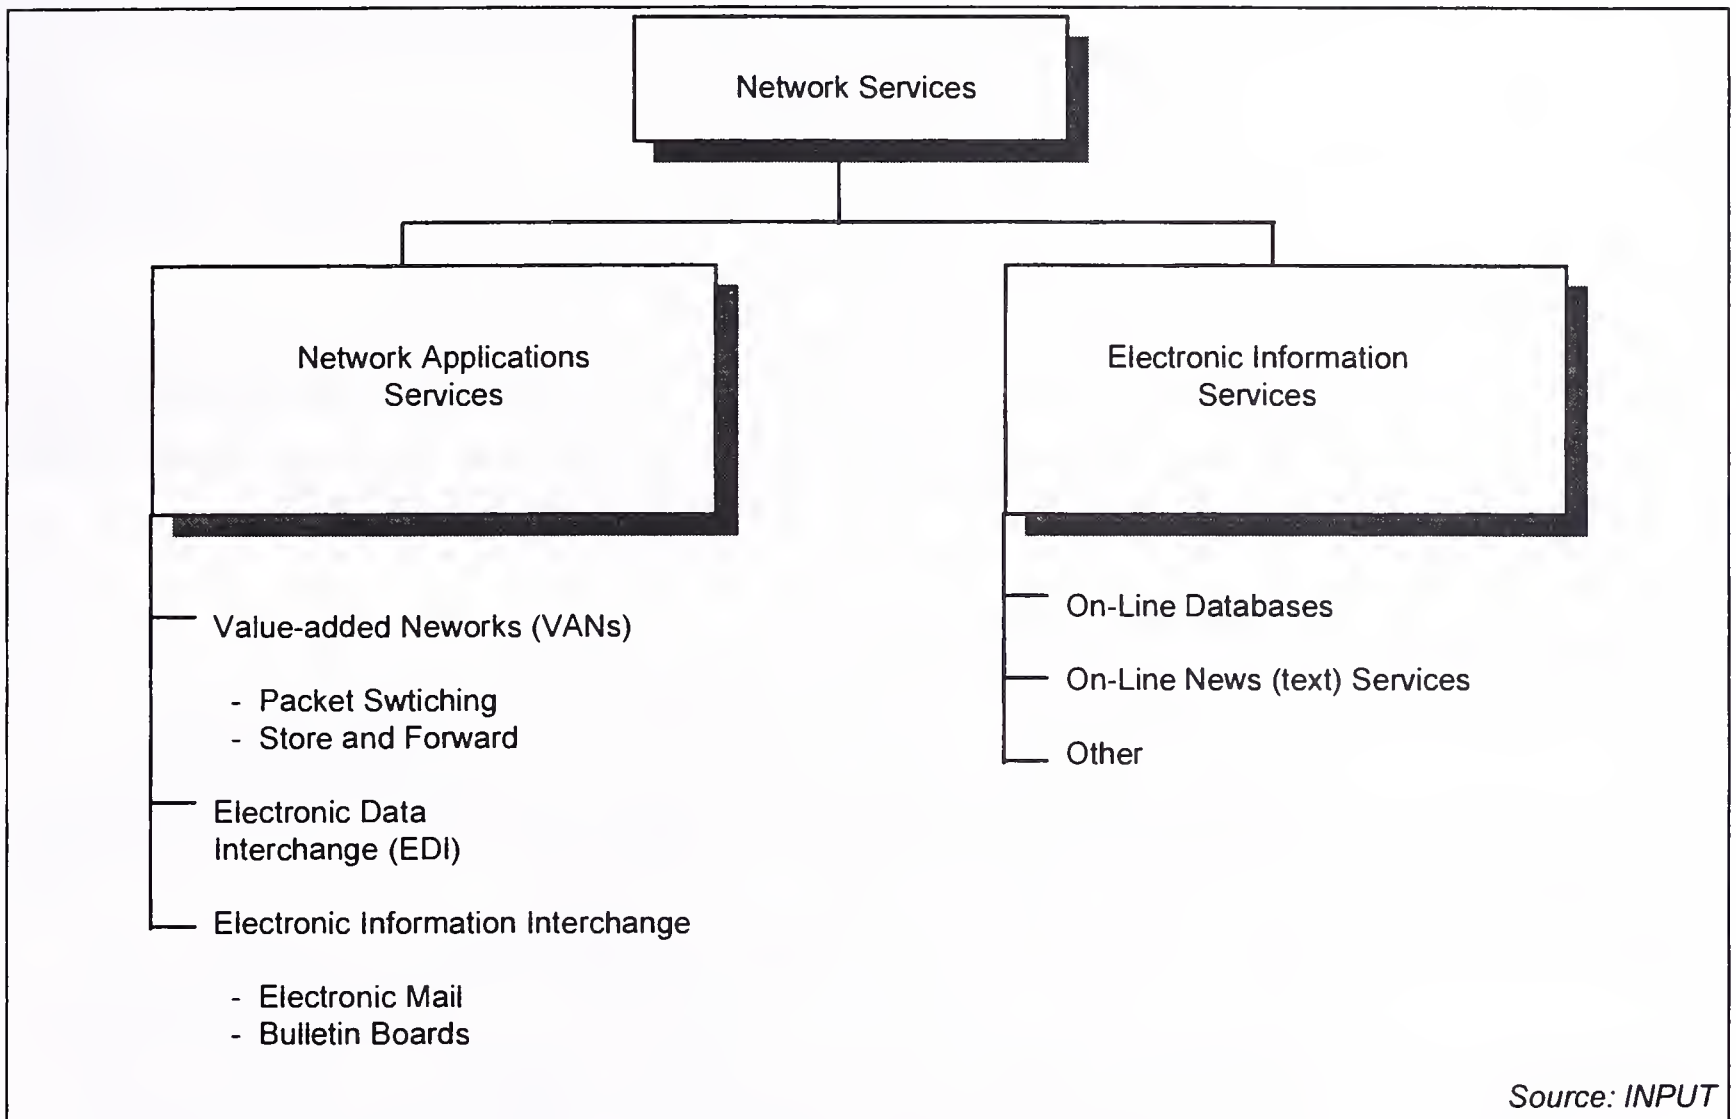 Network Services
Network Applications
Services
Value-added Neworks (VANs)
- Packet Swtiching
- Store and Forward
Electronic Data
Interchange (EDI)
Electronic Information Interchange
- Electronic Mail
- Bulletin Boards
Electronic Information
Services
On-Line Databases
On-Line News (text) Services
Other
Source: INPUT